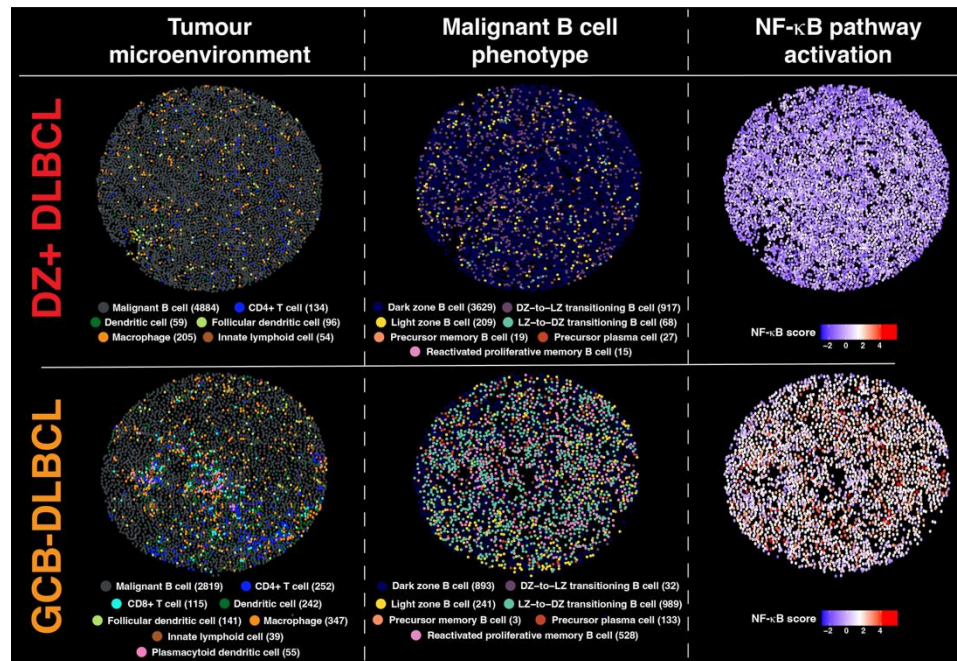 Tumour
microenvironment
Malignant B cell
phenotype
NF-κB pathway
activation
DZ+ DLBCL
Malignant B cell (4884) CD4+ T cell (134)
Dendritic cell (59) Follicular dendritic cell (96)
Macrophage (205) Innate lymphoid cell (54)
Dark zone B cell (3629) DZ-to-LZ transitioning B cell (917)
Light zone B cell (209) LZ-to-DZ transitioning B cell (68)
Precursor memory B cell (19) Precursor plasma cell (27)
Reactivated proliferative memory B cell (15)
NF-κB score
−2 0 2 4
GCB-DLBCL
Malignant B cell (2819) CD4+ T cell (252)
CD8+ T cell (115) Dendritic cell (242)
Follicular dendritic cell (141) Macrophage (347)
Innate lymphoid cell (39)
Plasmacytoid dendritic cell (55)
Dark zone B cell (893) DZ-to-LZ transitioning B cell (32)
Light zone B cell (241) LZ-to-DZ transitioning B cell (989)
Precursor memory B cell (3) Precursor plasma cell (133)
Reactivated proliferative memory B cell (528)
NF-κB score
−2 0 2 4